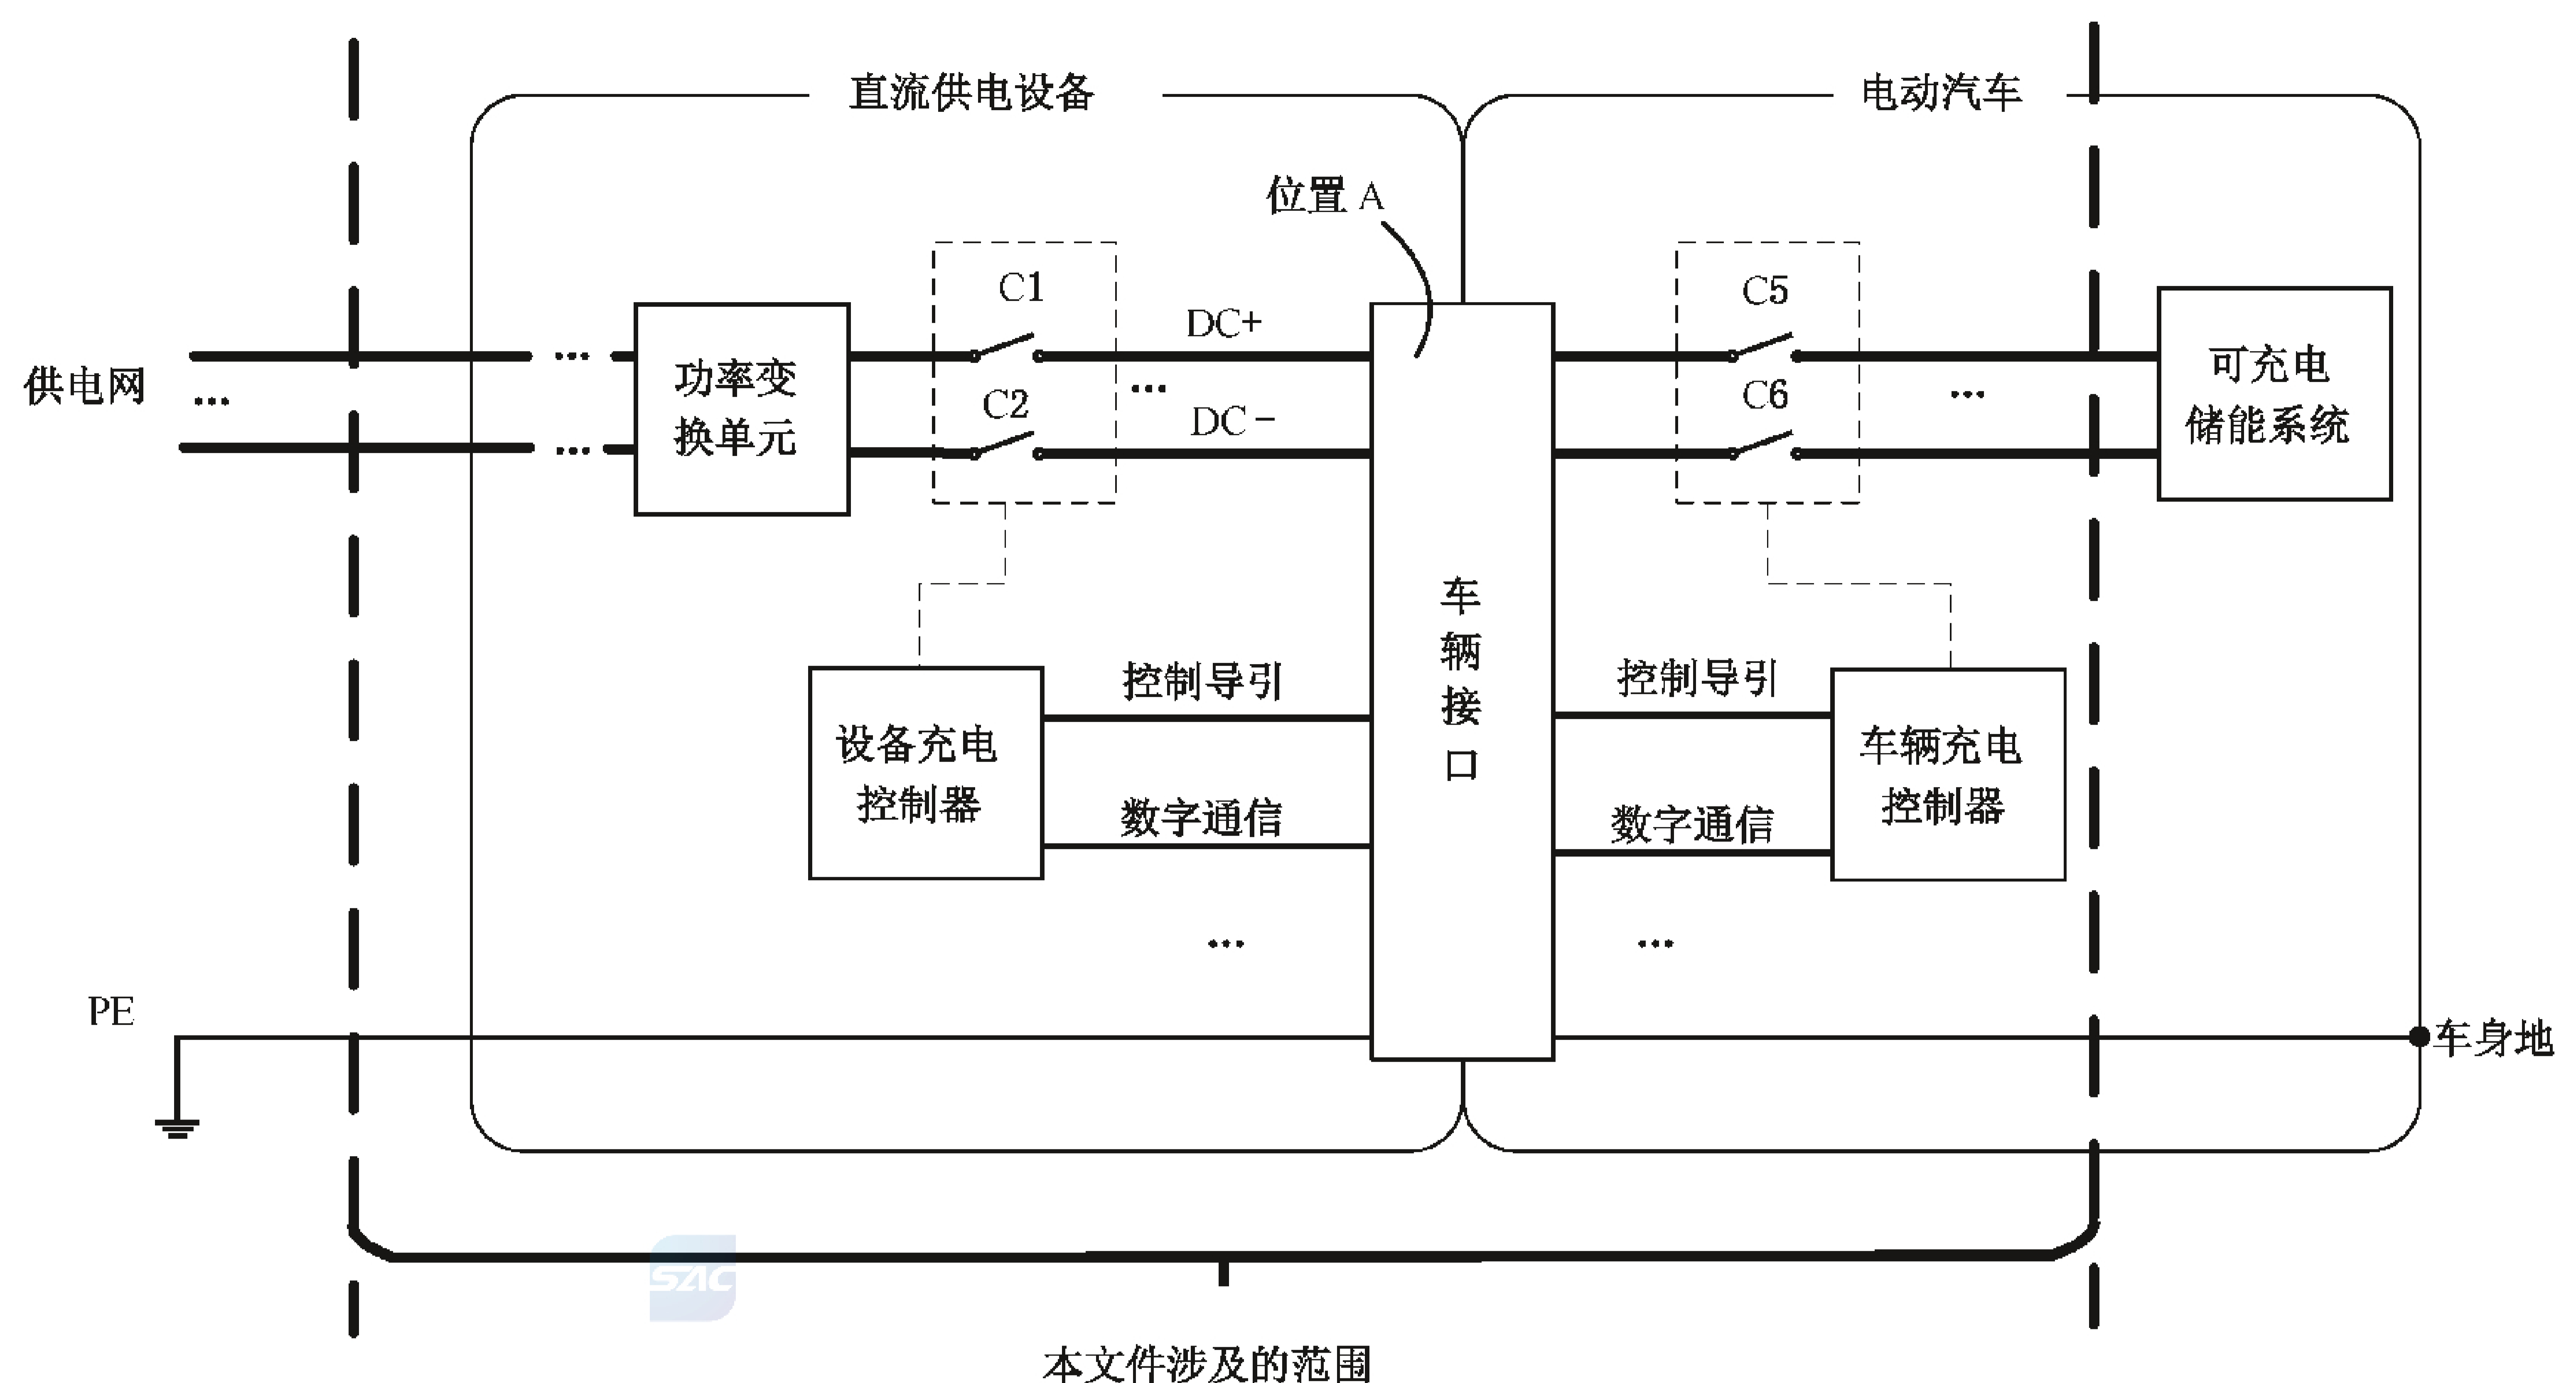 直流供电设备
电动汽车
位置 A
C1
C5
DC+
供电网
...
...
功率变
换单元
...
...
可充电
储能系统
C2
C6
DC-
...
...
车辆接口
控制导引
控制导引
设备充电
控制器
车辆充电
控制器
数字通信
数字通信
...
...
PE
车身地
SAC
本文件涉及的范围